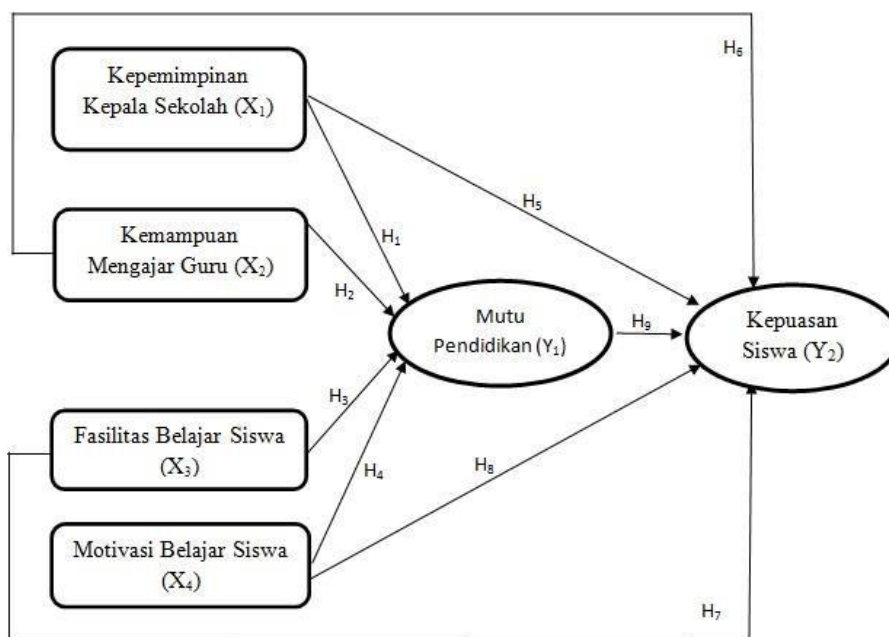 H₆
Kepemimpinan
Kepala Sekolah (X₁)
H₅
Kemampuan
Mengajar Guru (X₂)
H₁
H₂
Mutu
Pendidikan (Y₁)
H₉
Kepuasan
Siswa (Y₂)
H₃
Fasilitas Belajar Siswa
(X₃)
H₄
H₈
Motivasi Belajar Siswa
(X₄)
H₇